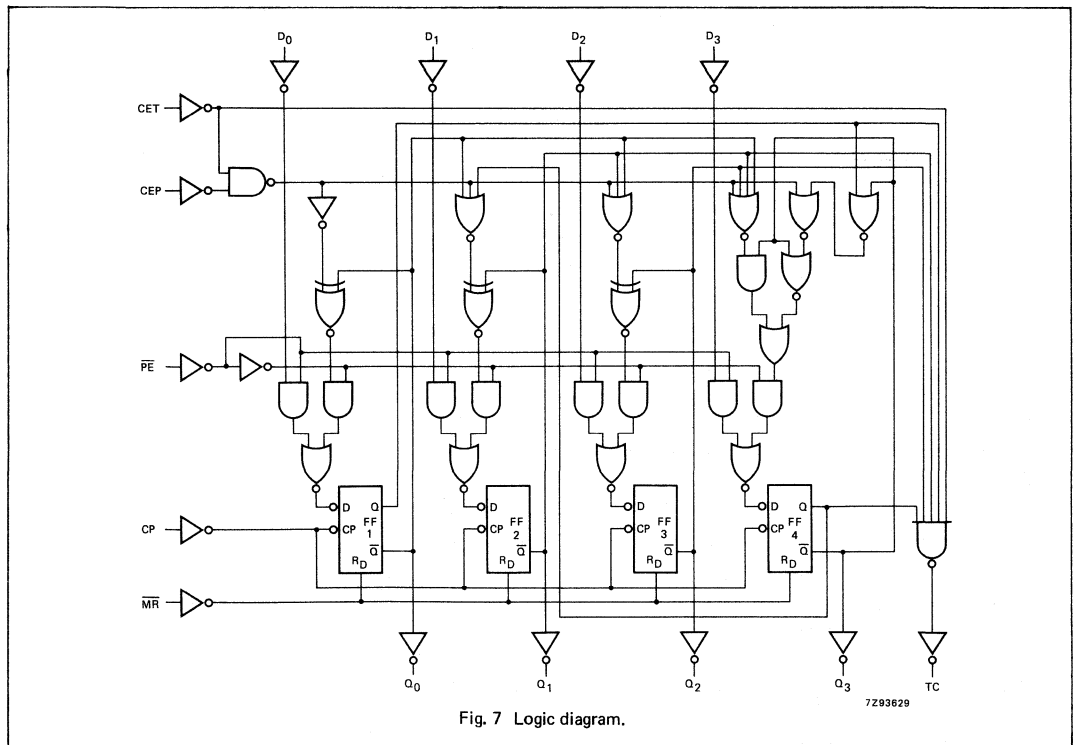 D0 D1 D2 D3
CET
CEP
PE
D Q D D D Q
CP FF 1 CP FF 2 CP FF 3 CP FF 4
CP
Q Q Q Q
RD RD RD RD
MR
Q0 Q1 Q2 Q3 TC
7Z93629
Fig. 7 Logic diagram.